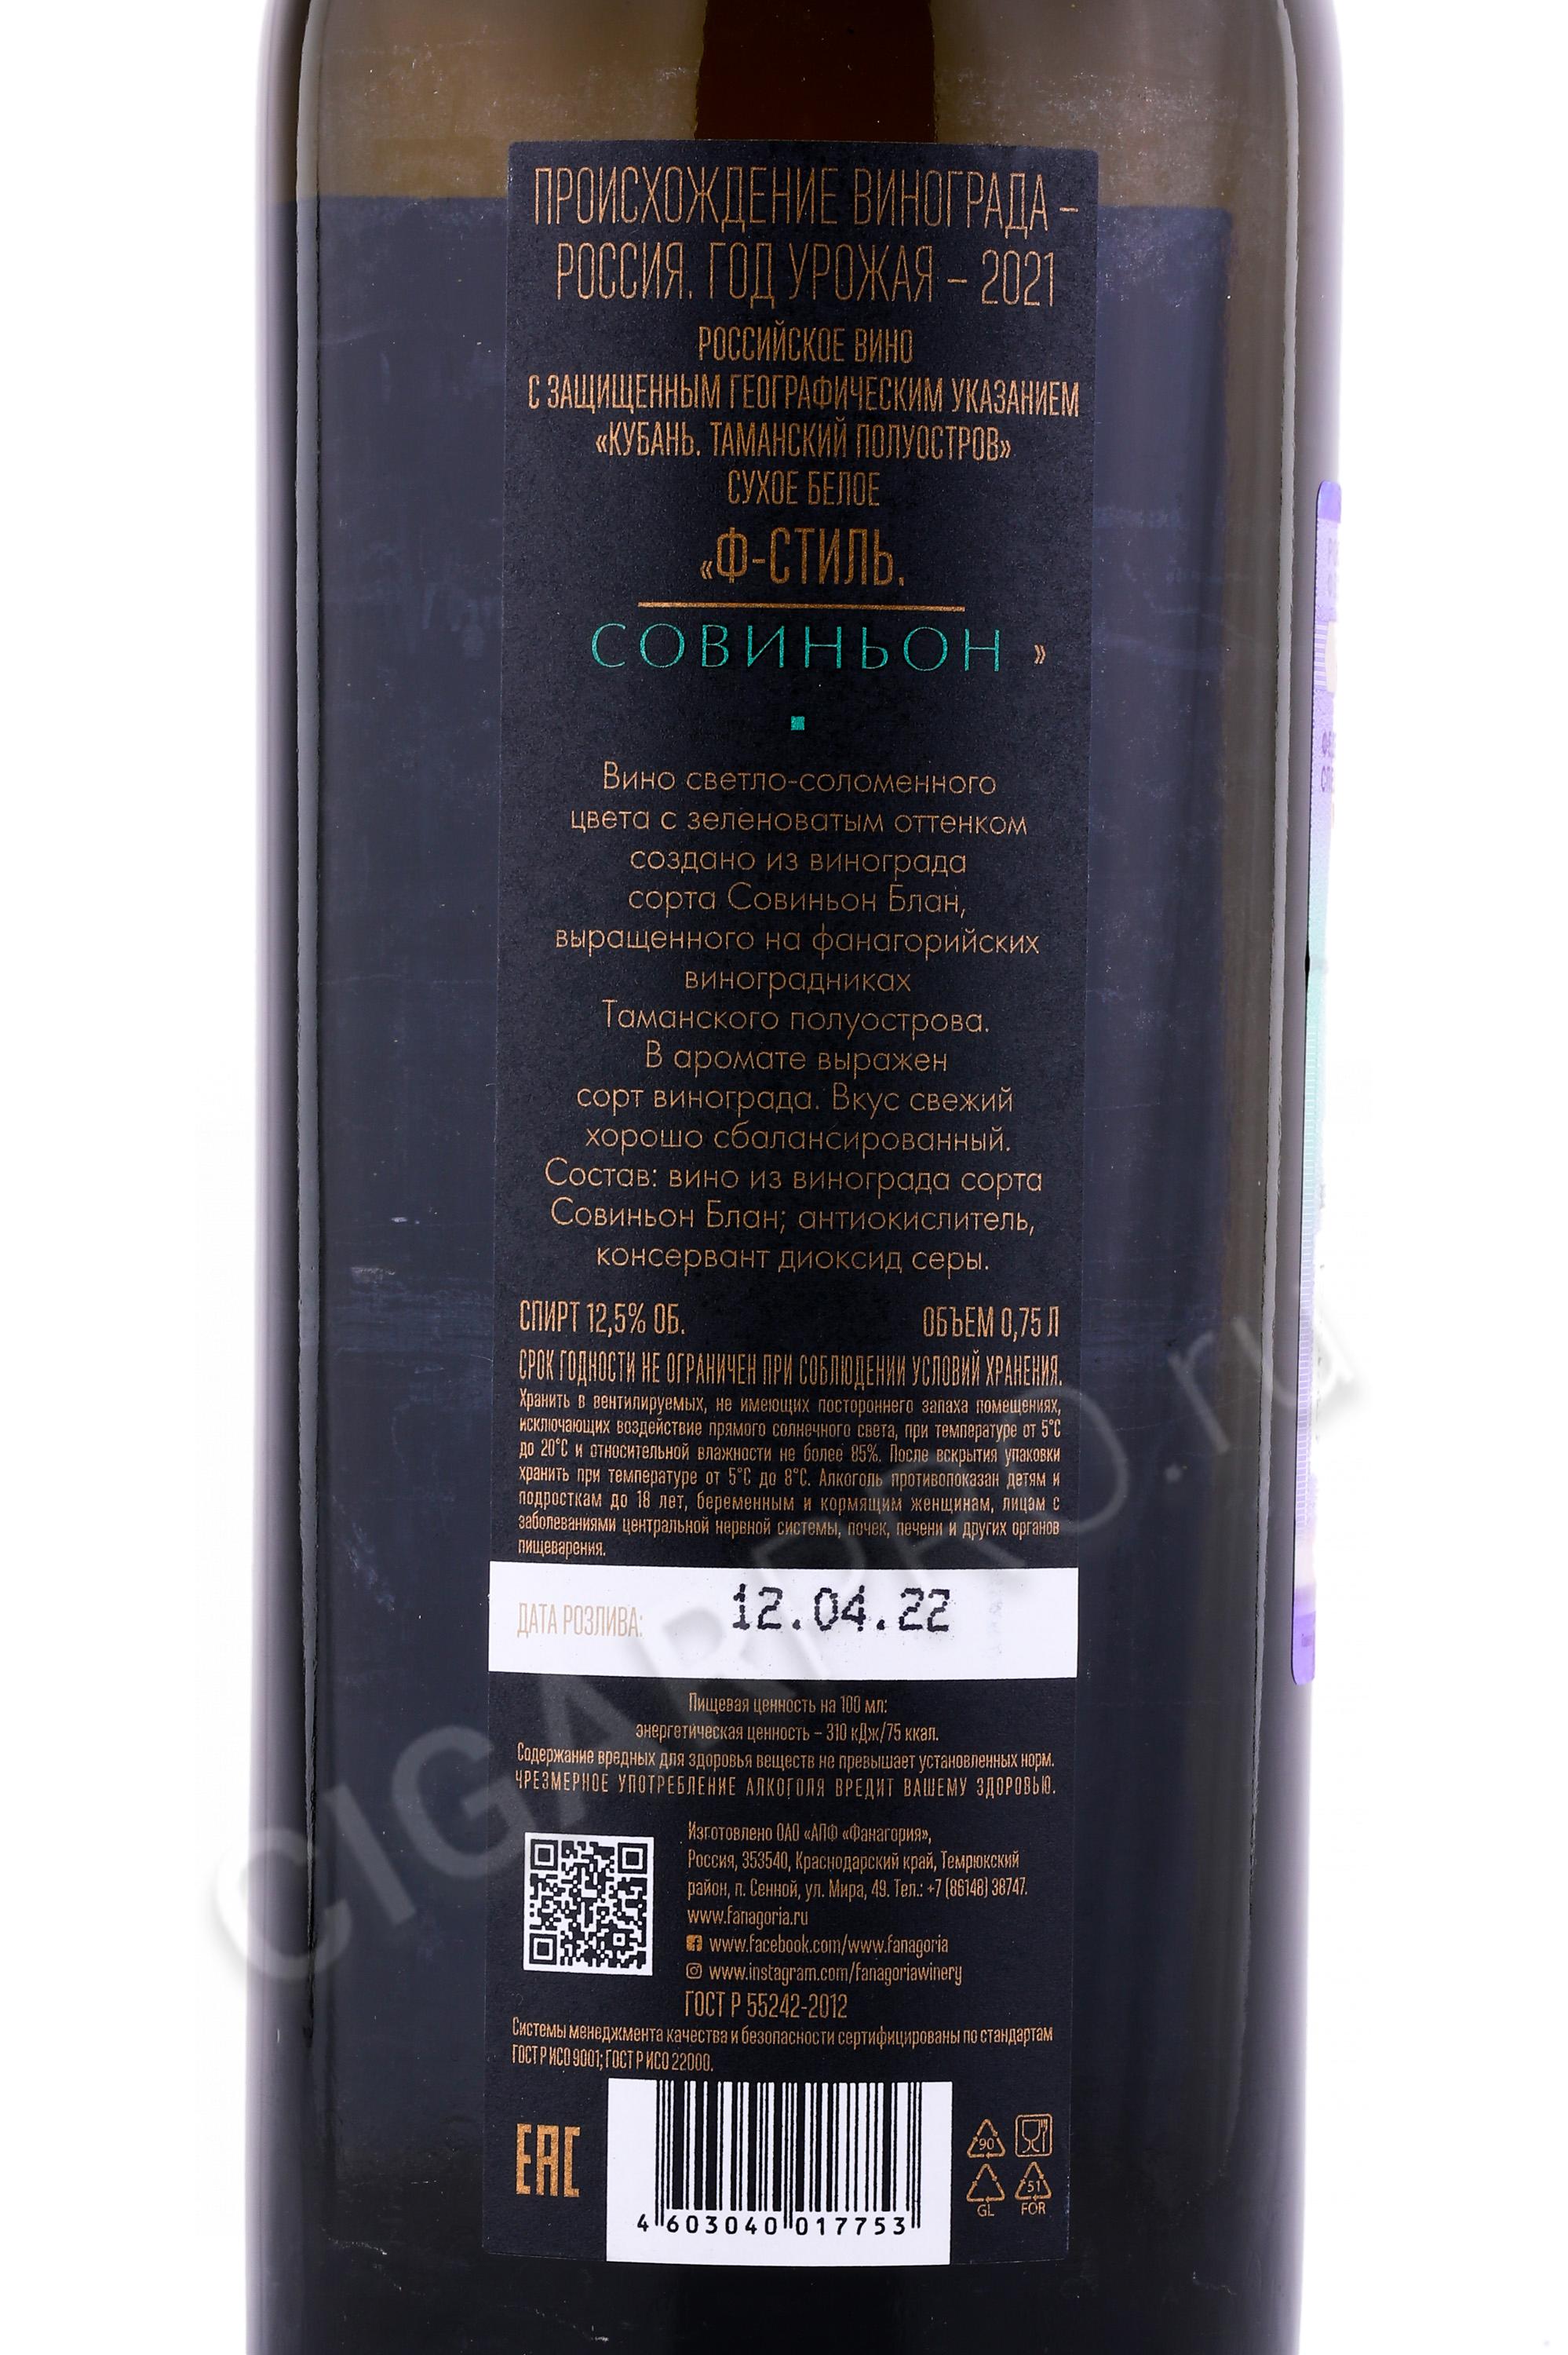 ПРОИСХОЖДЕНИЕ ВИНОГРАДА –
РОССИЯ. ГОД УРОЖАЯ – 2021
РОССИЙСКОЕ ВИНО
С ЗАЩИЩЕННЫМ ГЕОГРАФИЧЕСКИМ УКАЗАНИЕМ
«КУБАНЬ. ТАМАНСКИЙ ПОЛУОСТРОВ»
СУХОЕ БЕЛОЕ
«Ф-СТИЛЬ.
СОВИНЬОН »
Вино светло-соломенного
цвета с зеленоватым оттенком
создано из винограда
сорта Совиньон Блан,
выращенного на фанагорийских
виноградниках
Таманского полуострова.
В аромате выражен
сорт винограда. Вкус свежий
хорошо сбалансированный.
Состав: вино из винограда сорта
Совиньон Блан; антиокислитель,
консервант диоксид серы.
СПИРТ 12,5% ОБ. ОБЪЕМ 0,75 Л
СРОК ГОДНОСТИ НЕ ОГРАНИЧЕН ПРИ СОБЛЮДЕНИИ УСЛОВИЙ ХРАНЕНИЯ.
Хранить в вентилируемых, не имеющих постороннего запаха помещениях,
исключающих воздействие прямого солнечного света, при температуре от 5°С
до 20°С и относительной влажности не более 85%. После вскрытия упаковки
хранить при температуре от 5°С до 8°С. Алкоголь противопоказан детям и
подросткам до 18 лет, беременным и кормящим женщинам, лицам с
заболеваниями центральной нервной системы, почек, печени и других органов
пищеварения.
ДАТА РОЗЛИВА: 12.04.22
Пищевая ценность на 100 мл:
энергетическая ценность – 310 кДж/75 ккал.
Содержание вредных для здоровья веществ не превышает установленных норм.
ЧРЕЗМЕРНОЕ УПОТРЕБЛЕНИЕ АЛКОГОЛЯ ВРЕДИТ ВАШЕМУ ЗДОРОВЬЮ.
Изготовлено ОАО «АПФ «Фанагория»,
Россия, 353540, Краснодарский край, Темрюкский
район, п. Сенной, ул. Мира, 49. Тел.: +7 (86148) 38747.
www.fanagoria.ru
www.facebook.com/www.fanagoria
www.instagram.com/fanagoriawinery
ГОСТ Р 55242-2012
Системы менеджмента качества и безопасности сертифицированы по стандартам
ГОСТ Р ИСО 9001; ГОСТ Р ИСО 22000.
ЕАС
90
GL
51
FOR
4 603040 017753
CIGARPRO.ru